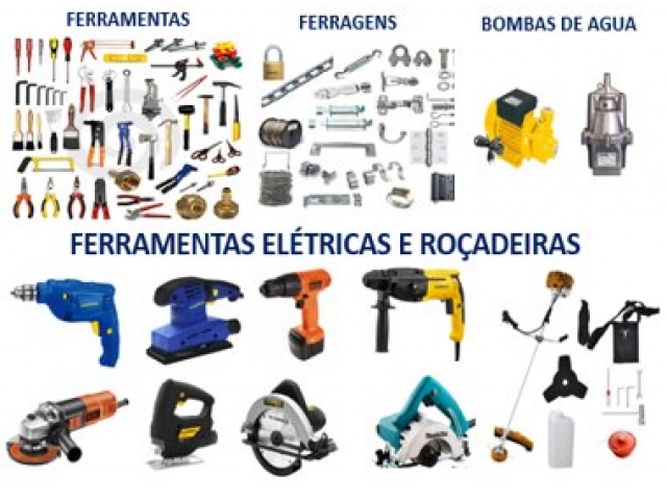 FERRAMENTAS
FERRAGENS
BOMBAS DE AGUA
FERRAMENTAS ELÉTRICAS E ROÇADEIRAS